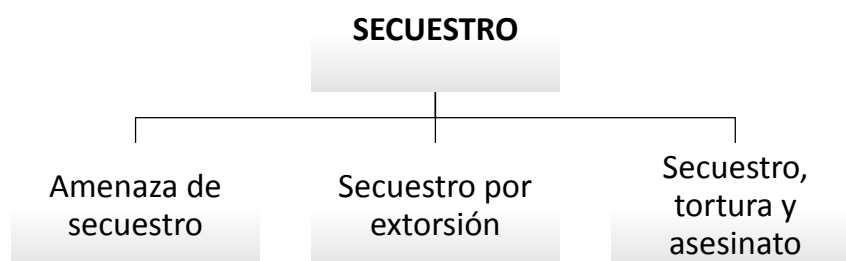 SECUESTRO
Amenaza de
secuestro
Secuestro por
extorsión
Secuestro,
tortura y
asesinato